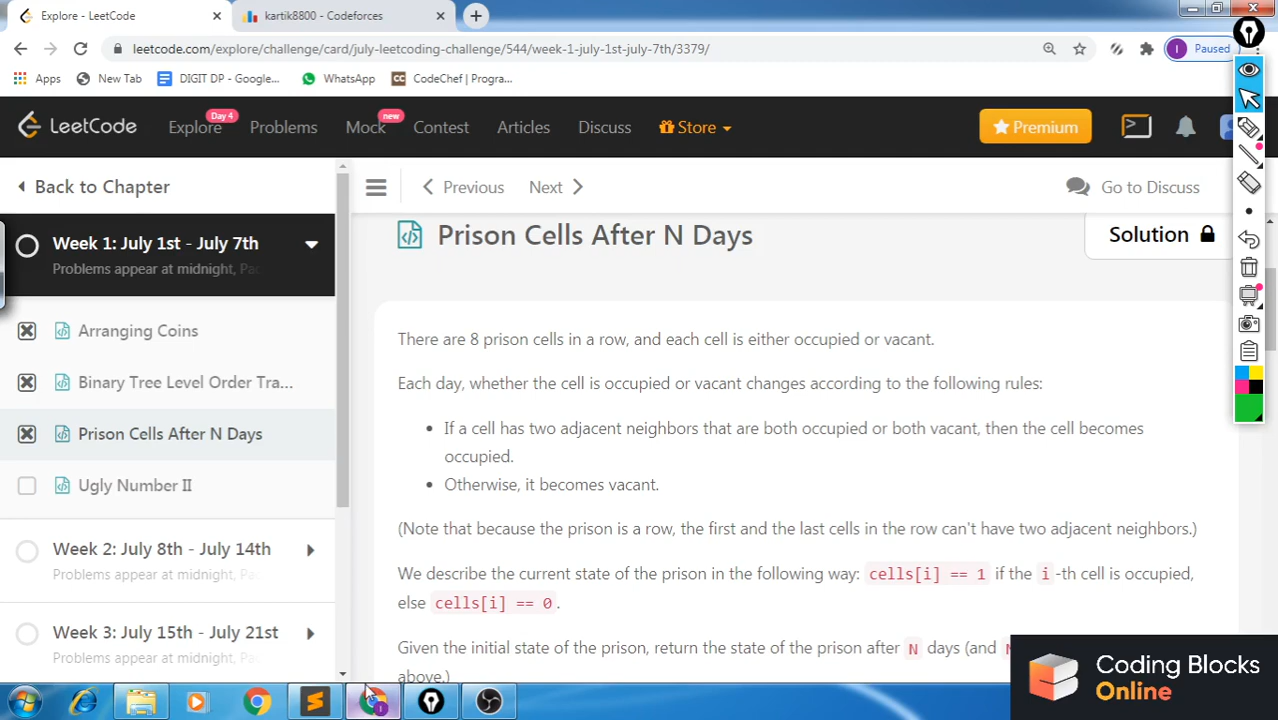 Explore - LeetCode
kartik8800 - Codeforces
leetcode.com/explore/challenge/card/july-leetcoding-challenge/544/week-1-july-1st-july-7th/3379/
I Paused
Apps New Tab DIGIT DP - Google... WhatsApp CC CodeChef | Progra...
LeetCode Explore Day 4 Problems Mock new Contest Articles Discuss Store Premium
Back to Chapter
Previous Next Go to Discuss
Week 1: July 1st - July 7th
Problems appear at midnight, Pac
Prison Cells After N Days
Solution
Arranging Coins
Binary Tree Level Order Tra...
Prison Cells After N Days
Ugly Number II
Week 2: July 8th - July 14th
Problems appear at midnight, Pa
Week 3: July 15th - July 21st
Problems appear at midnight, Pa
There are 8 prison cells in a row, and each cell is either occupied or vacant.
Each day, whether the cell is occupied or vacant changes according to the following rules:
• If a cell has two adjacent neighbors that are both occupied or both vacant, then the cell becomes
occupied.
• Otherwise, it becomes vacant.
(Note that because the prison is a row, the first and the last cells in the row can't have two adjacent neighbors.)
We describe the current state of the prison in the following way: cells[i] == 1 if the i -th cell is occupied,
else cells[i] == 0 .
Given the initial state of the prison, return the state of the prison after N days (and N
above.)
Coding Blocks
Online